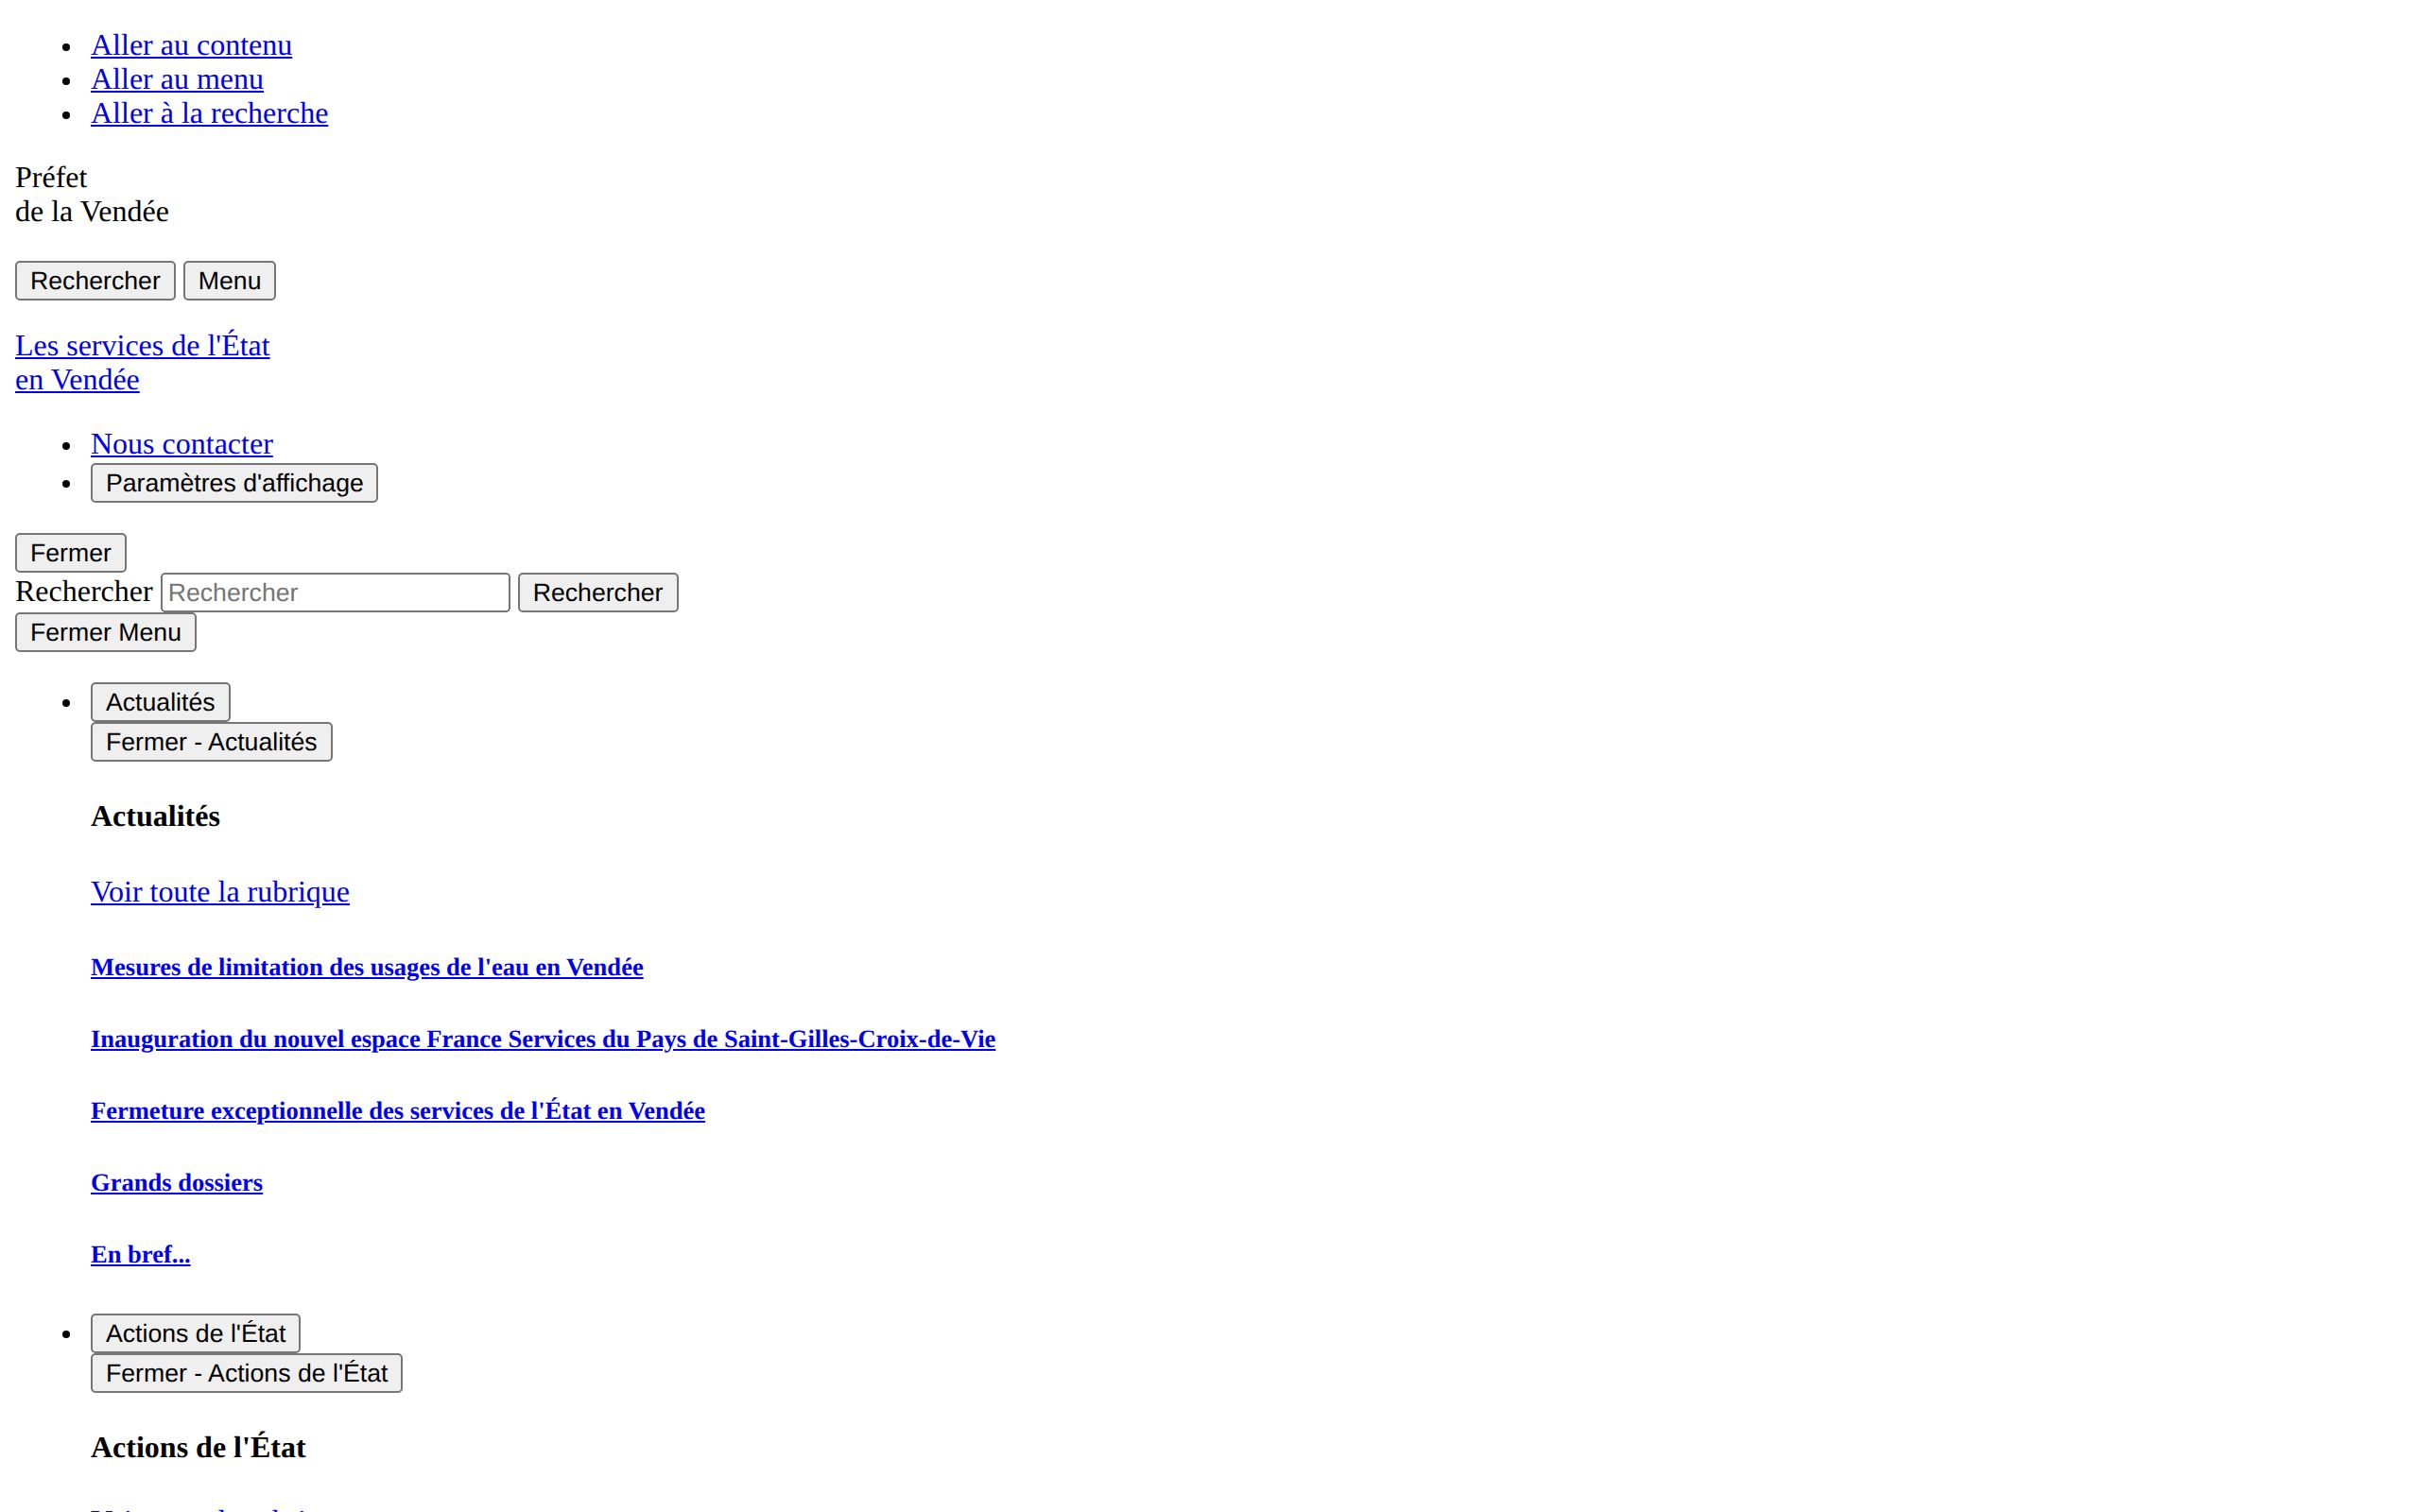 Aller au contenu
Aller au menu
Aller à la recherche
Préfet
de la Vendée
Rechercher Menu
Les services de l'État
en Vendée
Nous contacter
Paramètres d'affichage
Fermer
Rechercher Rechercher Rechercher
Fermer Menu
Actualités
Fermer - Actualités
Actualités
Voir toute la rubrique
Mesures de limitation des usages de l'eau en Vendée
Inauguration du nouvel espace France Services du Pays de Saint-Gilles-Croix-de-Vie
Fermeture exceptionnelle des services de l'État en Vendée
Grands dossiers
En bref...
Actions de l'État
Fermer - Actions de l'État
Actions de l'État